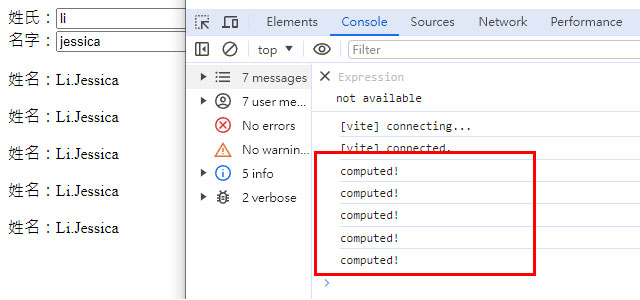 姓氏：li
名字：jessica
姓名：Li.Jessica
姓名：Li.Jessica
姓名：Li.Jessica
姓名：Li.Jessica
姓名：Li.Jessica
Elements Console Sources Network Performance
top Filter
7 messages
7 user me...
No errors
No warnin...
5 info
2 verbose
Expression
not available
[vite] connecting...
[vite] connected.
computed!
computed!
computed!
computed!
computed!